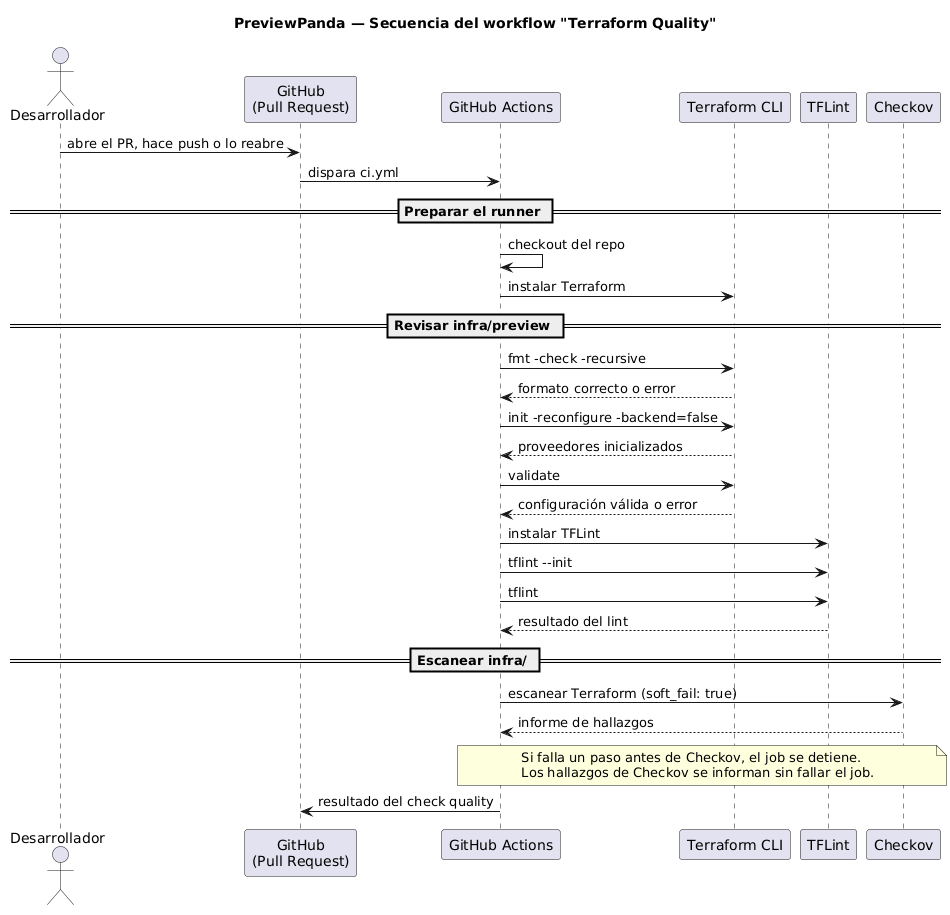 PreviewPanda — Secuencia del workflow "Terraform Quality"
Desarrollador
GitHub
(Pull Request)
GitHub Actions
Terraform CLI
TFLint
Checkov
abre el PR, hace push o lo reabre
dispara ci.yml
Preparar el runner
checkout del repo
instalar Terraform
Revisar infra/preview
fmt -check -recursive
formato correcto o error
init -reconfigure -backend=false
proveedores inicializados
validate
configuración válida o error
instalar TFLint
tflint --init
tflint
resultado del lint
Escanear infra/
escanear Terraform (soft_fail: true)
informe de hallazgos
Si falla un paso antes de Checkov, el job se detiene.
Los hallazgos de Checkov se informan sin fallar el job.
resultado del check quality
Desarrollador
GitHub
(Pull Request)
GitHub Actions
Terraform CLI
TFLint
Checkov